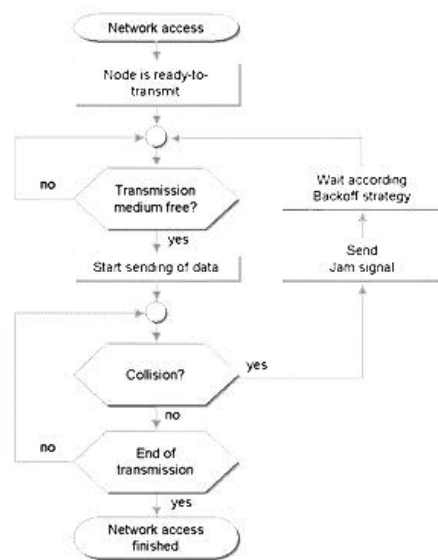 Network access
Node is ready-to-
transmit
no
Transmission
medium free?
yes
Wait according
Backoff strategy
Start sending of data
Send
Jam signal
Collision?
yes
no
no
End of
transmission
yes
Network access
finished